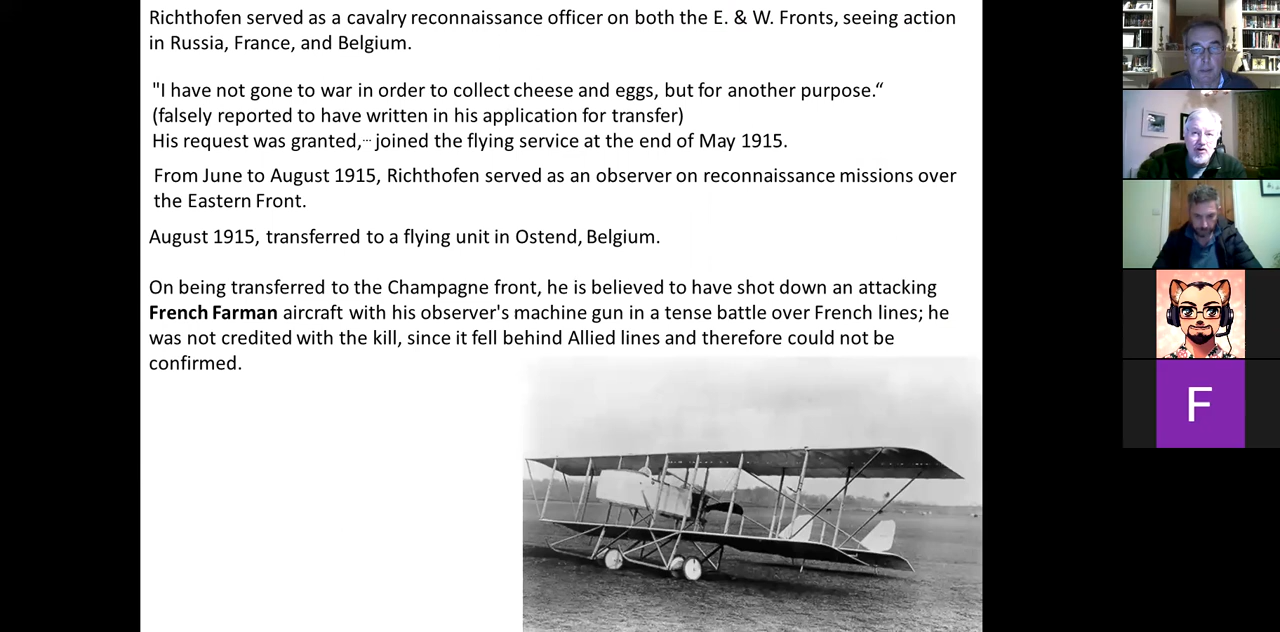 Richthofen served as a cavalry reconnaissance officer on both the E. & W. Fronts, seeing action
in Russia, France, and Belgium.
"I have not gone to war in order to collect cheese and eggs, but for another purpose.“
(falsely reported to have written in his application for transfer)
His request was granted,... joined the flying service at the end of May 1915.
From June to August 1915, Richthofen served as an observer on reconnaissance missions over
the Eastern Front.
August 1915, transferred to a flying unit in Ostend, Belgium.
On being transferred to the Champagne front, he is believed to have shot down an attacking
French Farman aircraft with his observer's machine gun in a tense battle over French lines; he
was not credited with the kill, since it fell behind Allied lines and therefore could not be
confirmed.
F